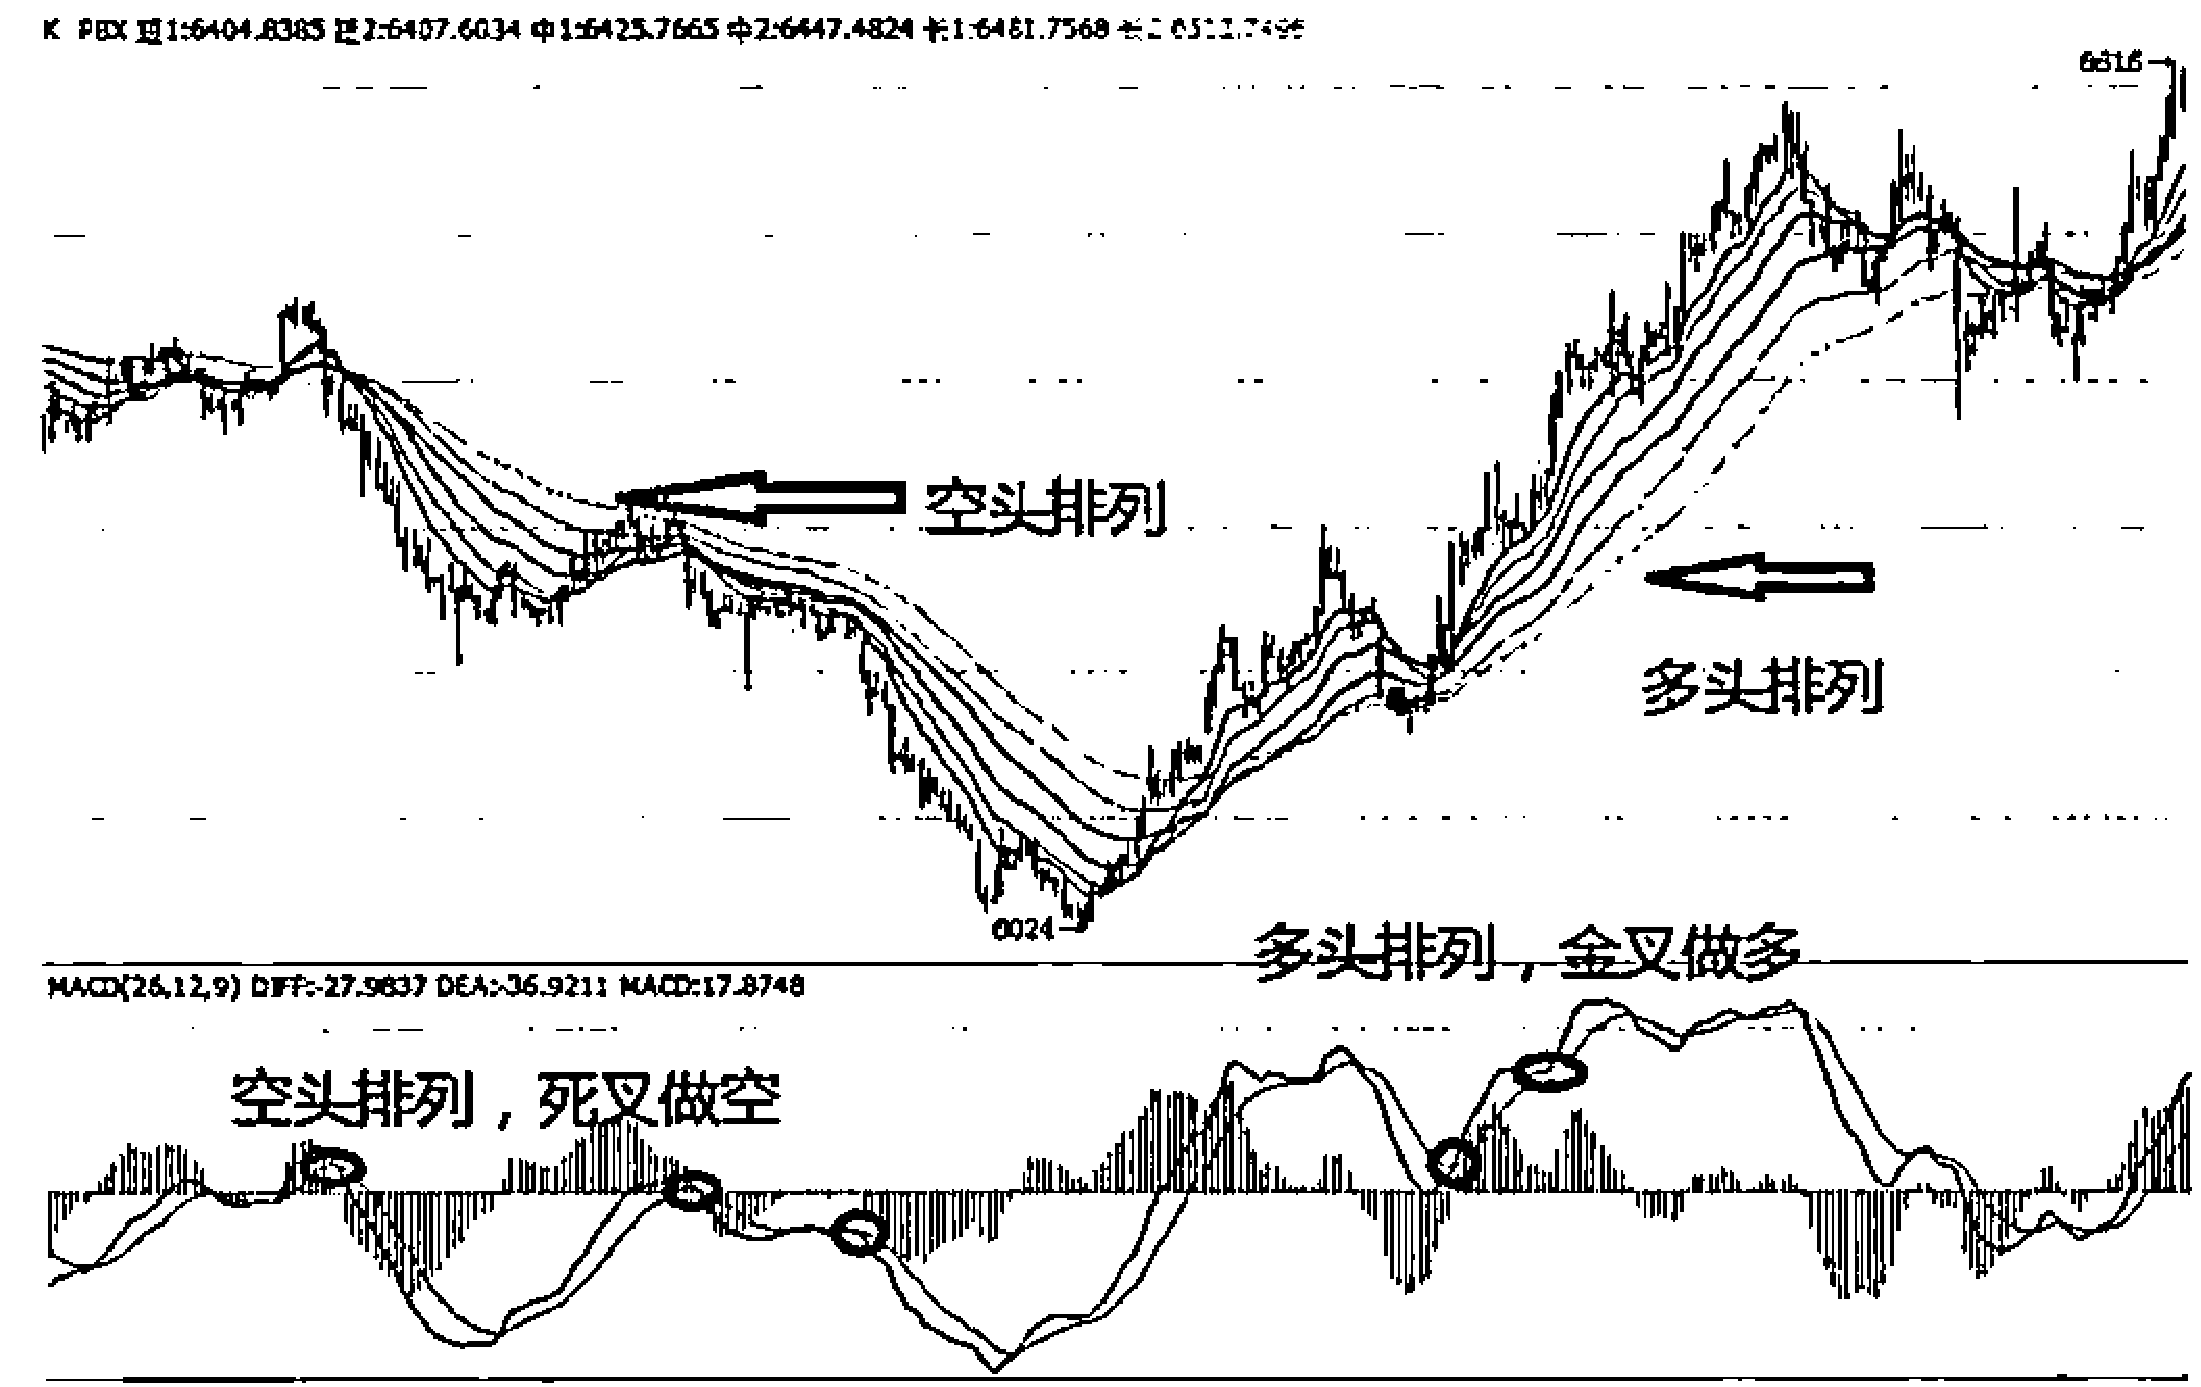 K PBX 短1:6404.8385 短2:6407.6034 中1:6425.7665 中2:6447.4824 长1:6481.7568
6616
空头排列
多头排列
6024
多头排列，金叉做多
MACD(26,12,9) DIFF:-27.9837 DEA:-36.9211 MACD:17.8748
空头排列，死叉做空